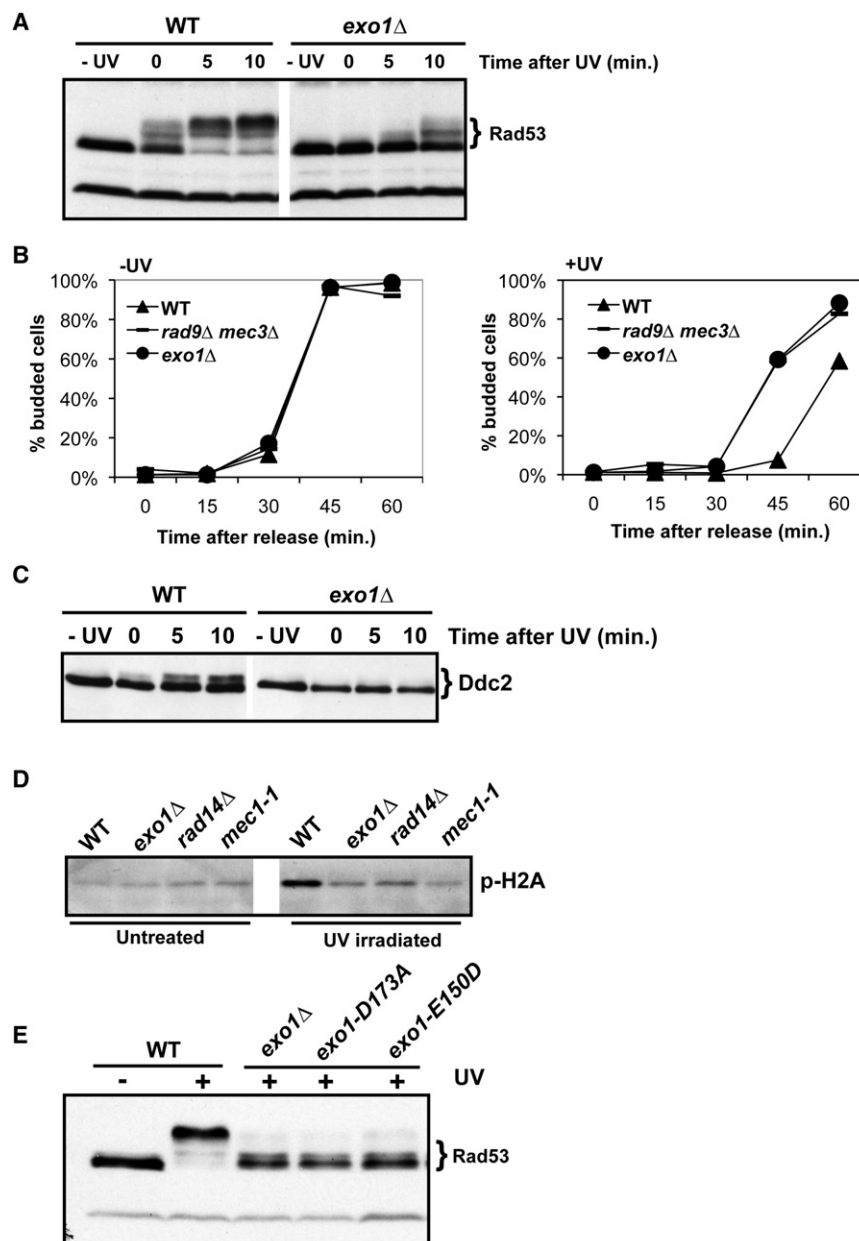 A
WT exo1Δ
- UV 0 5 10 - UV 0 5 10 Time after UV (min.)
} Rad53
B
-UV
100%
80%
60%
40%
20%
0%
WT
rad9Δ mec3Δ
exo1Δ
% budded cells
0 15 30 45 60
Time after release (min.)
+UV
100%
80%
60%
40%
20%
0%
WT
rad9Δ mec3Δ
exo1Δ
% budded cells
0 15 30 45 60
Time after release (min.)
C
WT exo1Δ
- UV 0 5 10 - UV 0 5 10 Time after UV (min.)
} Ddc2
D
WT exo1Δ rad14Δ mec1-1 WT exo1Δ rad14Δ mec1-1
p-H2A
Untreated UV irradiated
E
WT exo1Δ exo1-D173A exo1-E150D
- + + + + UV
} Rad53